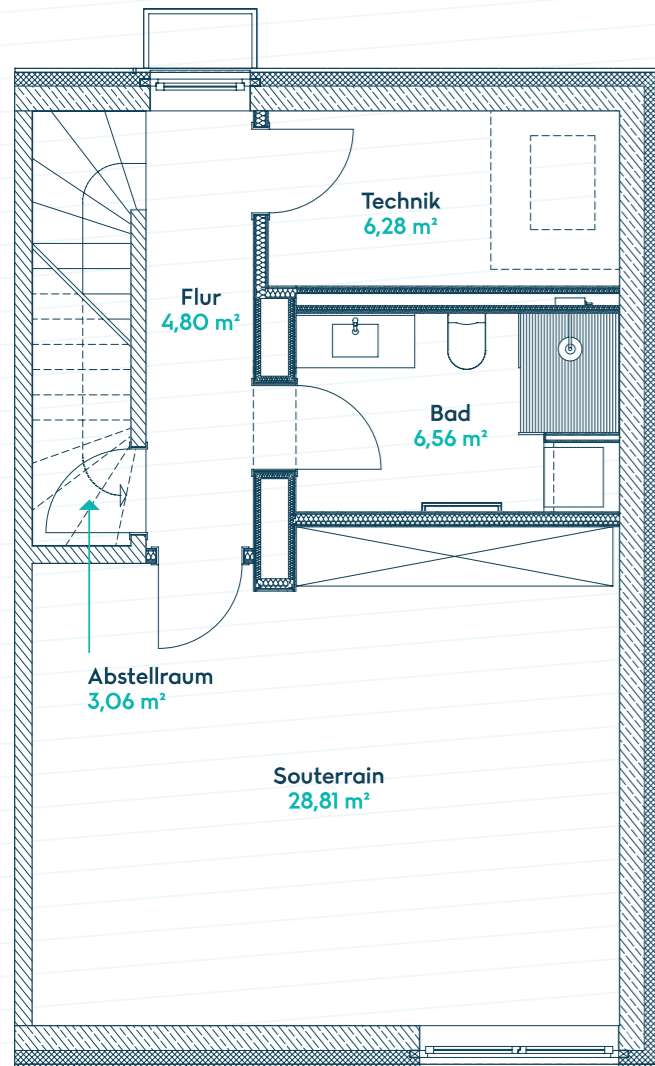 Technik
6,28 m²
Flur
4,80 m²
Bad
6,56 m²
Abstellraum
3,06 m²
Souterrain
28,81 m²